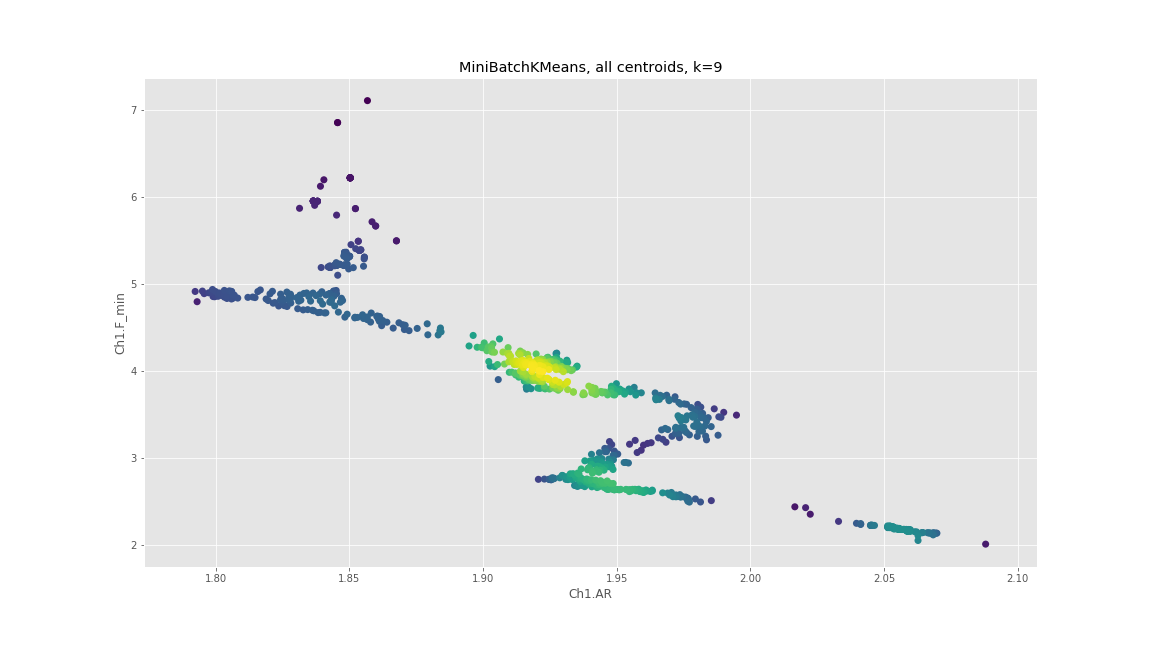 MiniBatchKMeans, all centroids, k=9
7
6
5
4
3
2
Ch1.F_min
1.80 1.85 1.90 1.95 2.00 2.05 2.10
Ch1.AR